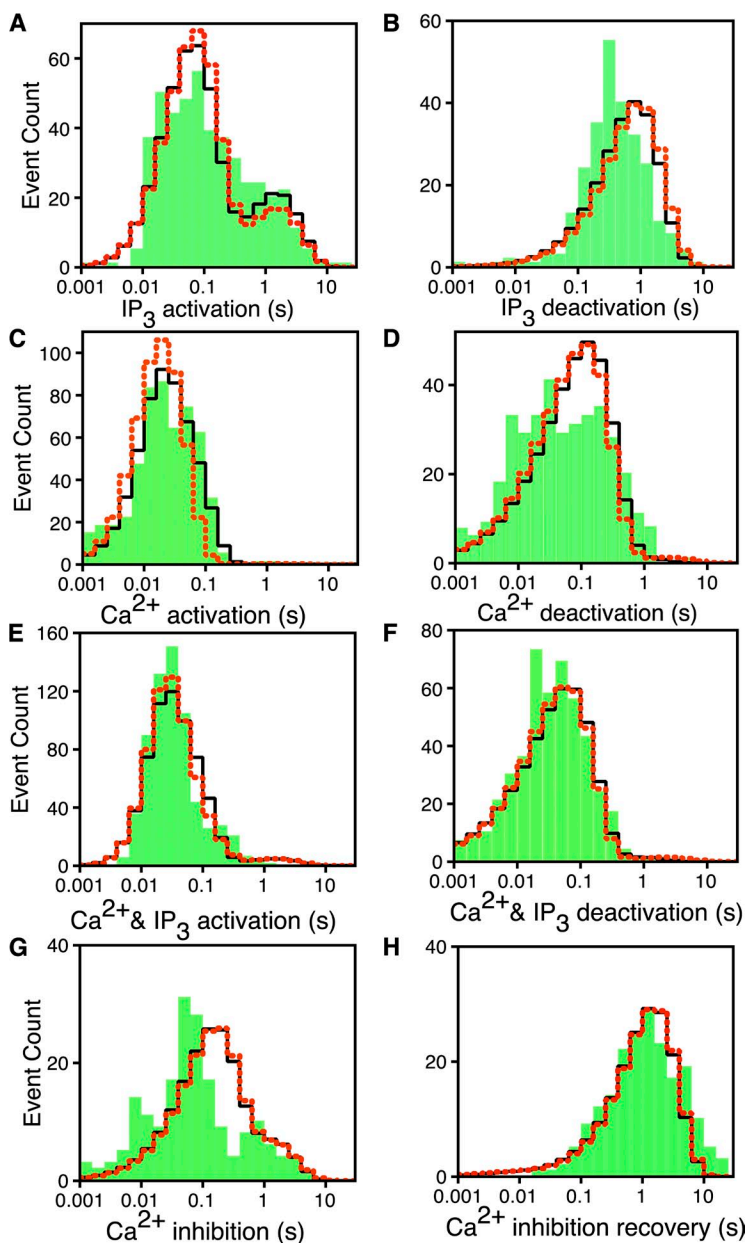 A
B
60
40
20
0
Event Count
0.001 0.01 0.1 1 10
IP3 activation (s)
60
40
20
0
0.001 0.01 0.1 1 10
IP3 deactivation (s)
C
D
100
80
60
40
20
0
Event Count
0.001 0.01 0.1 1 10
Ca2+ activation (s)
40
20
0
0.001 0.01 0.1 1 10
Ca2+ deactivation (s)
E
F
160
120
80
40
0
Event Count
0.001 0.01 0.1 1 10
Ca2+& IP3 activation (s)
80
60
40
20
0
0.001 0.01 0.1 1 10
Ca2+& IP3 deactivation (s)
G
H
40
20
0
Event Count
0.001 0.01 0.1 1 10
Ca2+ inhibition (s)
40
20
0
0.001 0.01 0.1 1 10
Ca2+ inhibition recovery (s)